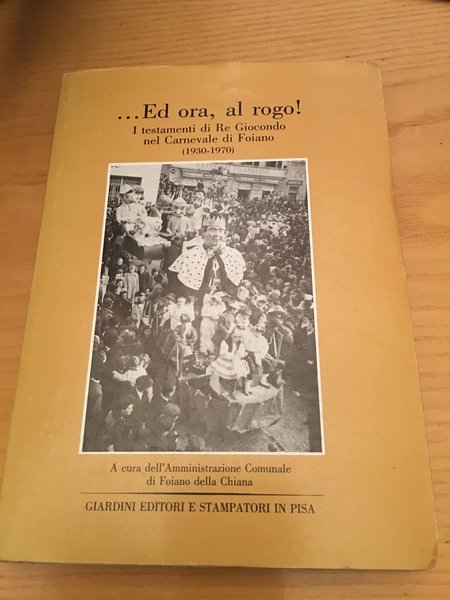 ...Ed ora, al rogo!
I testamenti di Re Giocondo
nel Carnevale di Foiano
(1930-1970)
A cura dell'Amministrazione Comunale
di Foiano della Chiana
GIARDINI EDITORI E STAMPATORI IN PISA